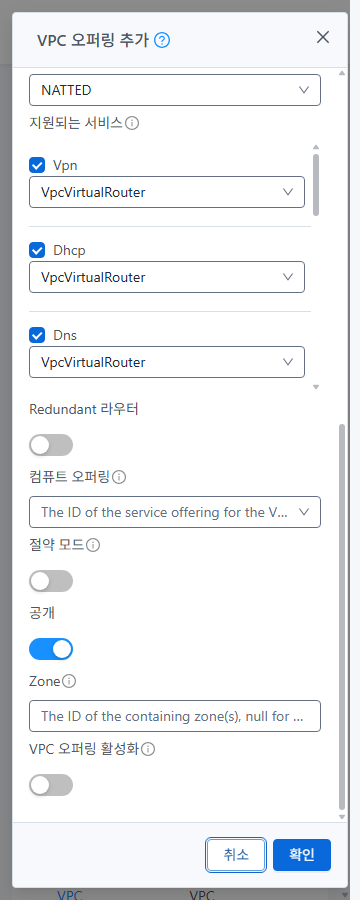 VPC 오퍼링 추가
NATTED
지원되는 서비스
Vpn
VpcVirtualRouter
Dhcp
VpcVirtualRouter
Dns
VpcVirtualRouter
Redundant 라우터
컴퓨트 오퍼링
The ID of the service offering for the V...
절약 모드
공개
Zone
The ID of the containing zone(s), null for ...
VPC 오퍼링 활성화
취소 확인
VPC VPC